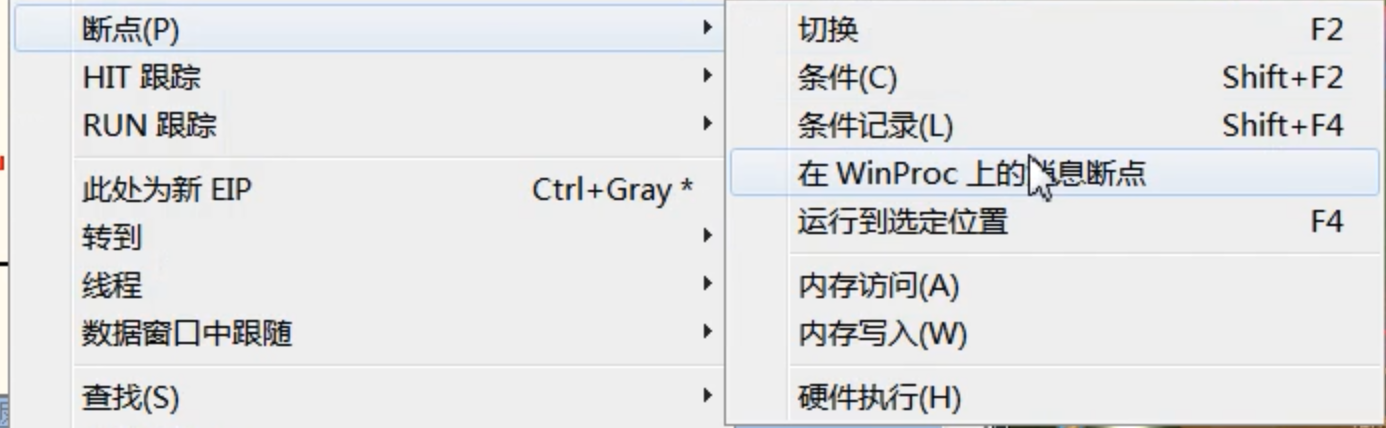 断点(P)
HIT 跟踪
RUN 跟踪
此处为新 EIP Ctrl+Gray *
转到
线程
数据窗口中跟随
查找(S)
切换 F2
条件(C) Shift+F2
条件记录(L) Shift+F4
在 WinProc 上的消息断点
运行到选定位置 F4
内存访问(A)
内存写入(W)
硬件执行(H)